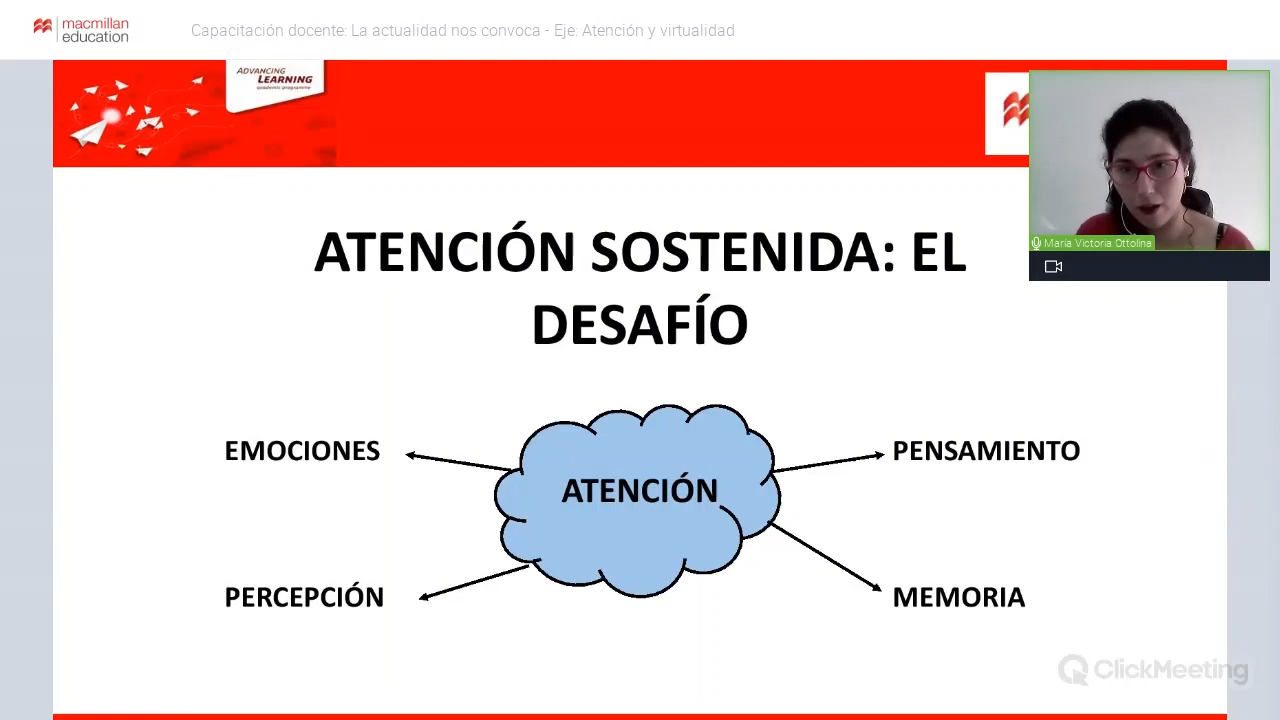 macmillan
education
Capacitación docente: La actualidad nos convoca - Eje: Atención y virtualidad
ADVANCING
LEARNING
academic programme
Maria Victoria Ottolina
ATENCIÓN SOSTENIDA: EL
DESAFÍO
EMOCIONES
PENSAMIENTO
ATENCIÓN
PERCEPCIÓN
MEMORIA
ClickMeeting